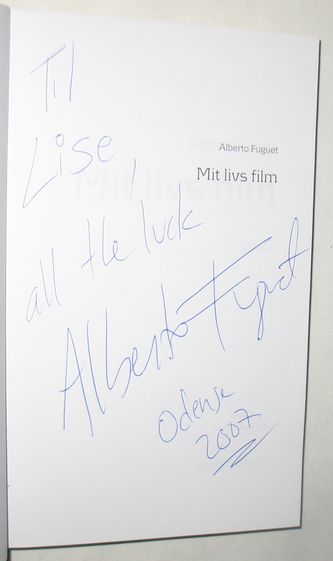 Til
Lise
Alberto Fuguet
Mit livs film
all the luck
Alberto Fuguet
Odense
2007